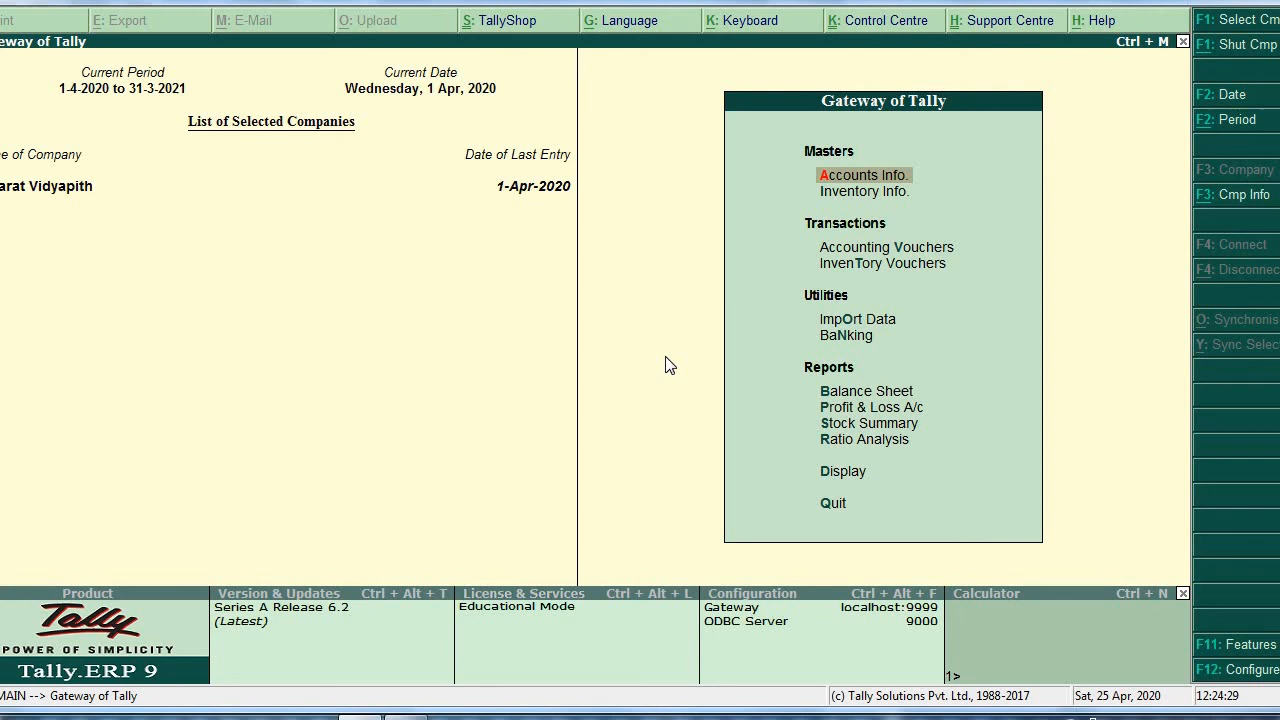 int
E: Export
M: E-Mail
O: Upload
S: TallyShop
G: Language
K: Keyboard
K: Control Centre
H: Support Centre
H: Help
eway of Tally
Ctrl + M
Current Period
1-4-2020 to 31-3-2021
Current Date
Wednesday, 1 Apr, 2020
List of Selected Companies
e of Company
Date of Last Entry
arat Vidyapith
1-Apr-2020
Gateway of Tally
Masters
Accounts Info.
Inventory Info.
Transactions
Accounting Vouchers
InvenTory Vouchers
Utilities
ImpOrt Data
BaNking
Reports
Balance Sheet
Profit & Loss A/c
Stock Summary
Ratio Analysis
Display
Quit
F1: Select Cm
F1: Shut Cmp
F2: Date
F2: Period
F3: Company
F3: Cmp Info
F4: Connect
F4: Disconnec
O: Synchronis
Y: Sync Selec
F11: Features
F12: Configure
Product
Tally
POWER OF SIMPLICITY
Tally.ERP 9
Version & Updates Ctrl + Alt + T
Series A Release 6.2
(Latest)
License & Services Ctrl + Alt + L
Educational Mode
Configuration Ctrl + Alt + F
Gateway localhost:9999
ODBC Server 9000
Calculator Ctrl + N
1>
MAIN --> Gateway of Tally
(c) Tally Solutions Pvt. Ltd., 1988-2017
Sat, 25 Apr, 2020
12:24:29